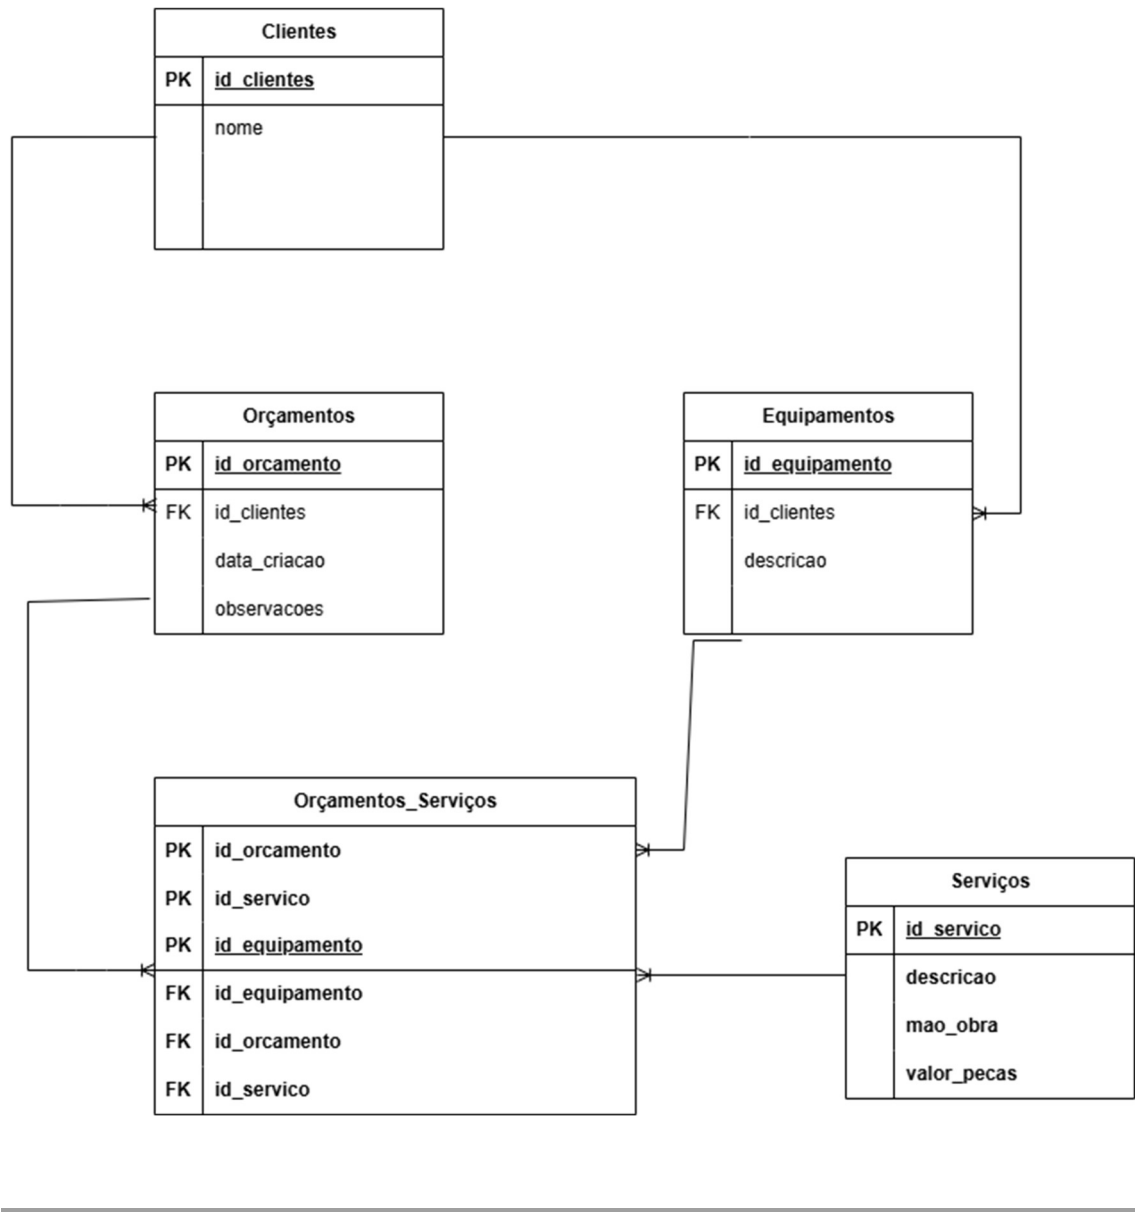 Clientes
PK id_clientes
nome
Orçamentos
PK id_orcamento
FK id_clientes
data_criacao
observacoes
Equipamentos
PK id_equipamento
FK id_clientes
descricao
Orçamentos_Serviços
PK id_orcamento
PK id_servico
PK id_equipamento
FK id_equipamento
FK id_orcamento
FK id_servico
Serviços
PK id_servico
descricao
mao_obra
valor_pecas